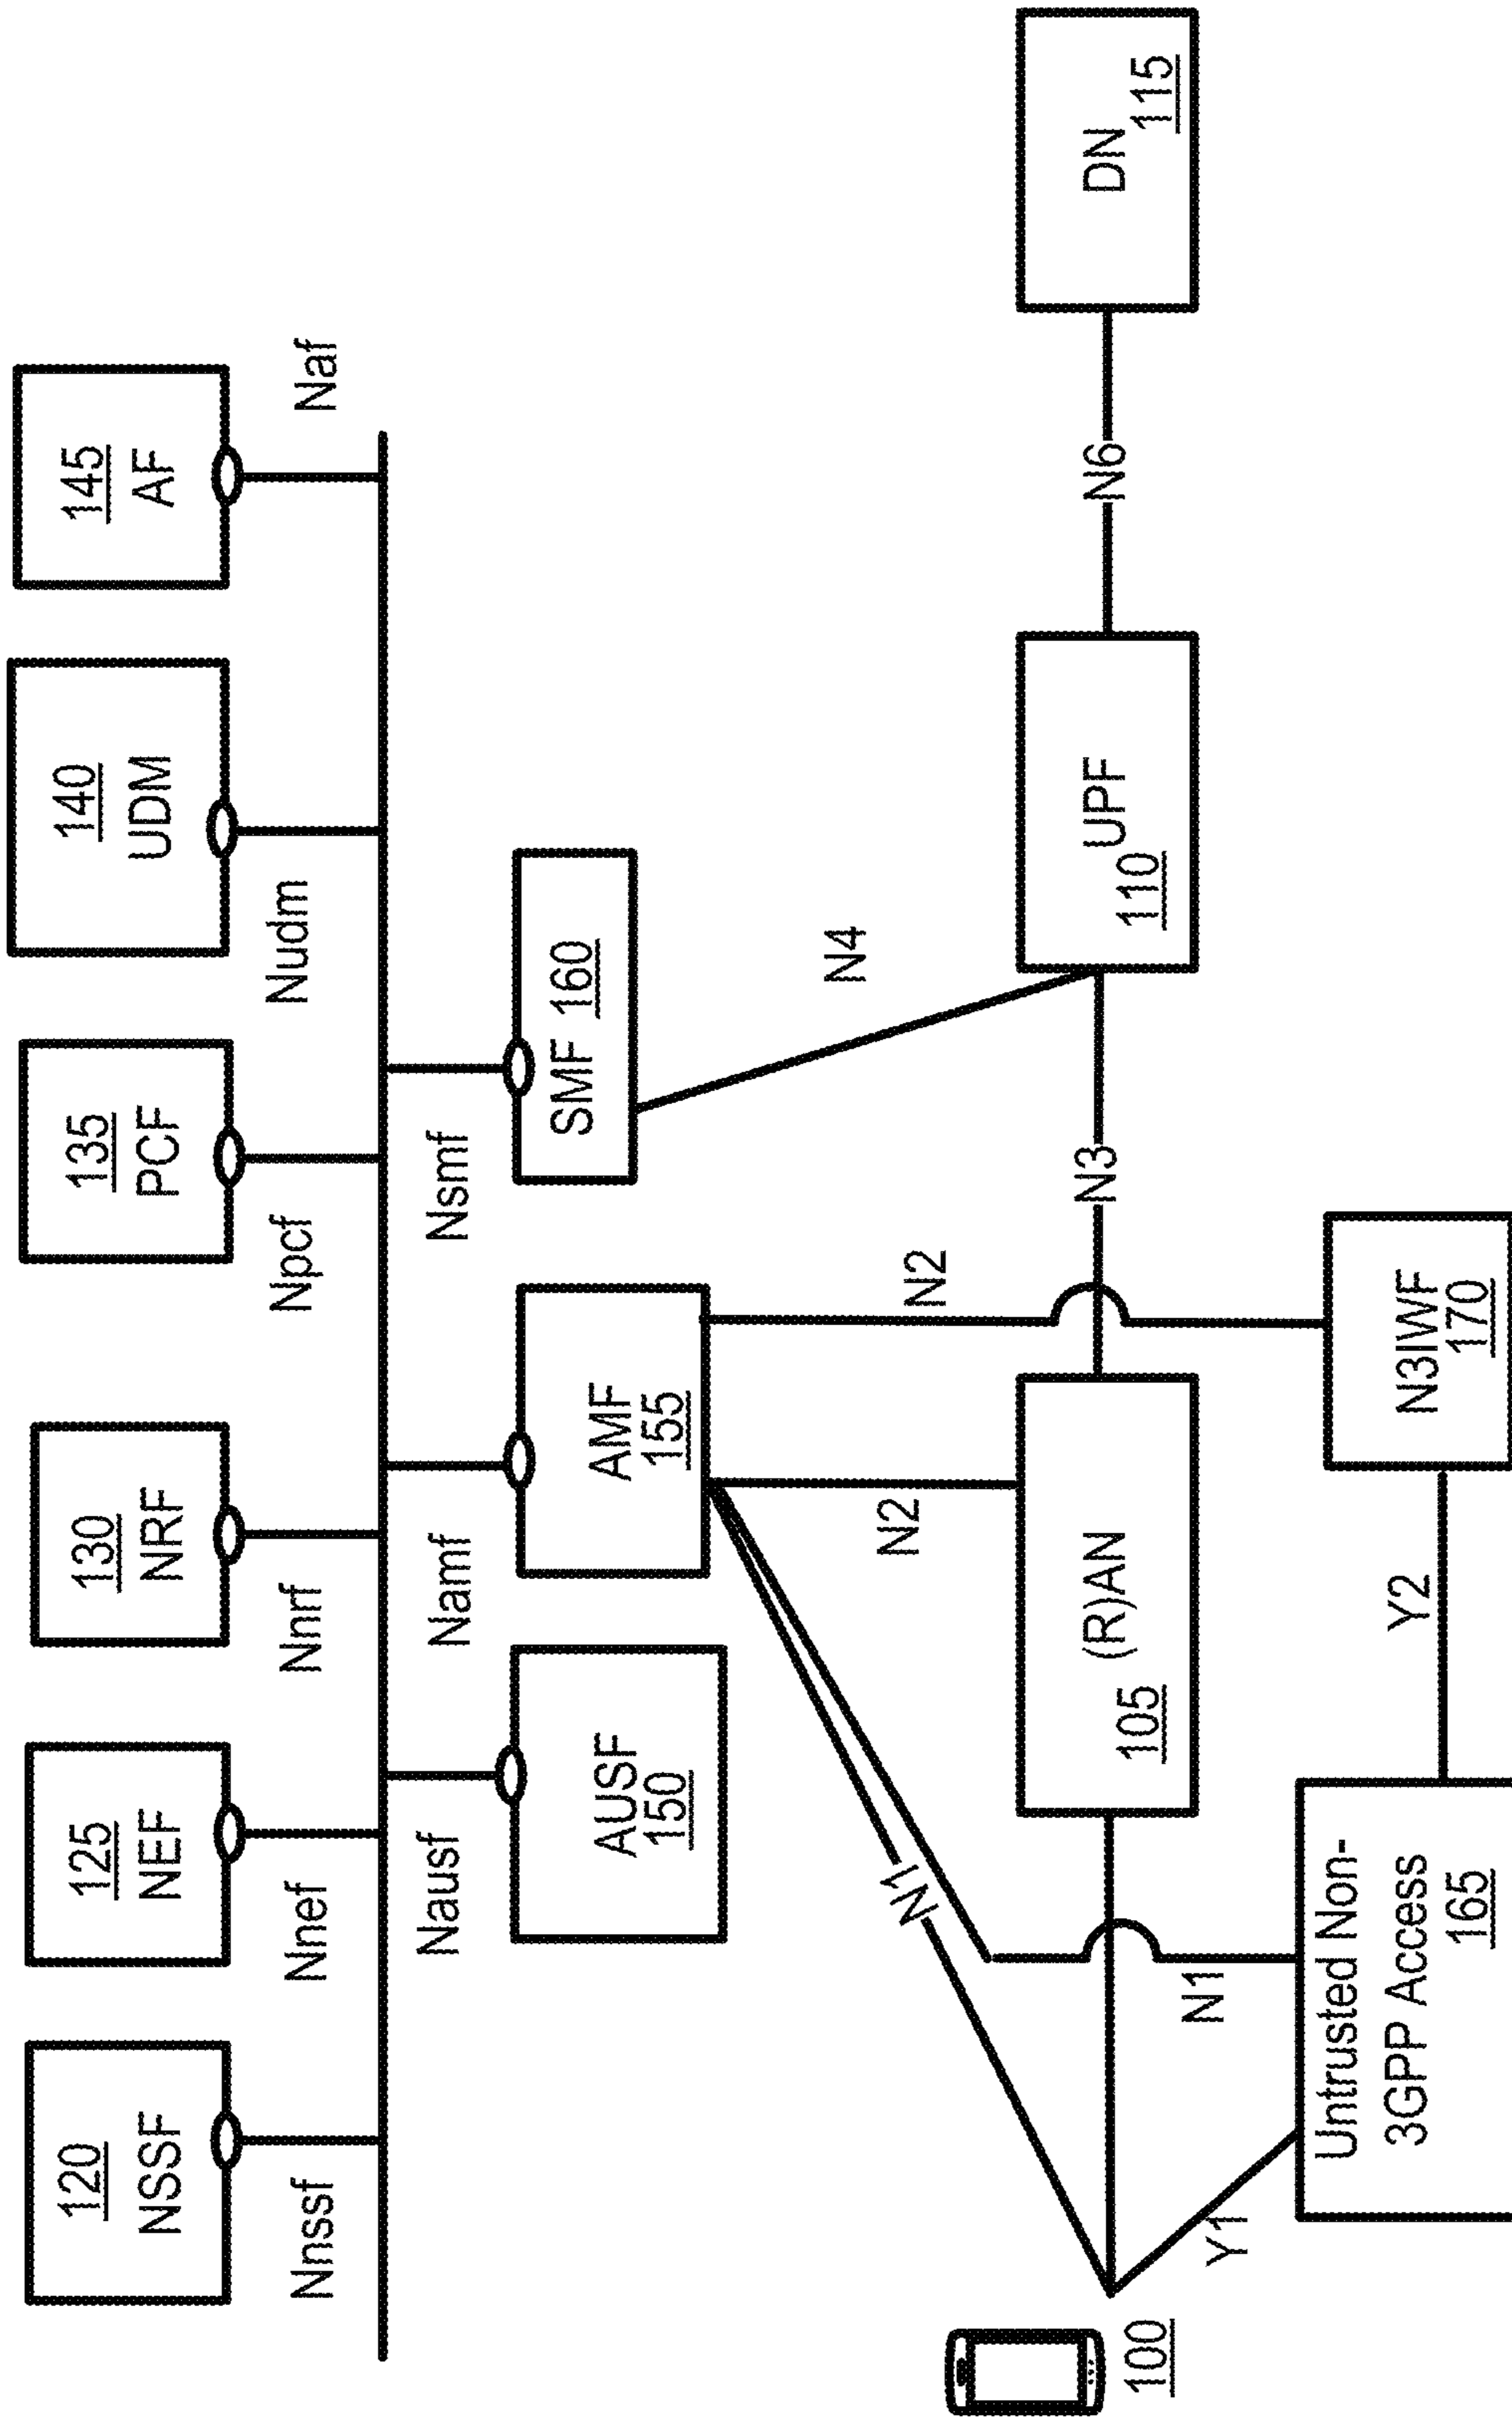 120
NSSF
125
NEF
130
NRF
135
PCF
140
UDM
145
AF
Nnssf
Nnef
Nnrf
Npcf
Nudm
Naf
Nausf
Namf
Nsmf
AUSF
150
AMF
155
SMF 160
N1
N2
N2
N4
100
(R)AN
105
N3
UPF
110
N6
DN
115
Y1
N1
Untrusted Non-
3GPP Access
165
Y2
N3IWF
170